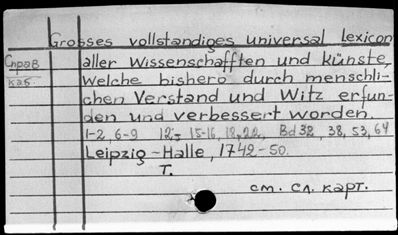 Grosses vollständiges universal lexicon
Справ
каб.
aller Wissenschafften und künste,
welche bishero durch menschli-
chen Verstand und Witz erfun-
den und verbessert worden.
1-2, 6-9 12, 15-16, 18, 22, Bd 32, 38, 53, 64
Leipzig-Halle, 1742-50.
Т.
см. сл. карт.